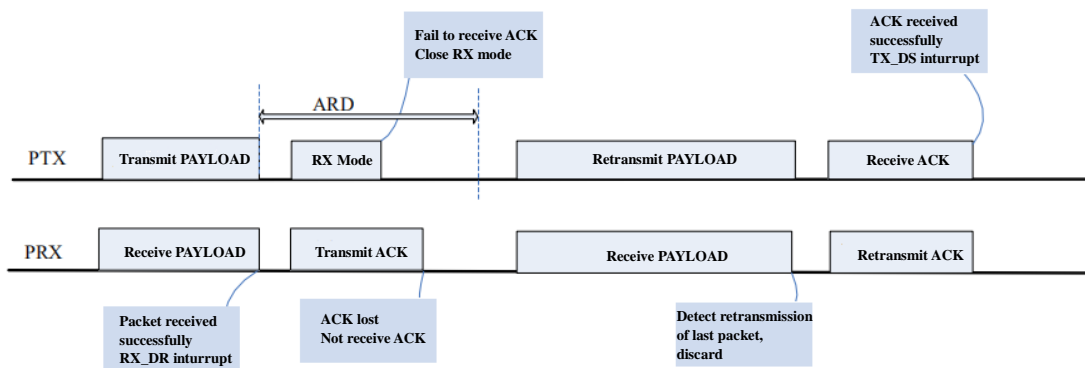 Fail to receive ACK
Close RX mode
ACK received
successfully
TX_DS inturrupt
ARD
PTX
Transmit PAYLOAD
RX Mode
Retransmit PAYLOAD
Receive ACK
PRX
Receive PAYLOAD
Transmit ACK
Receive PAYLOAD
Retransmit ACK
Packet received
successfully
RX_DR inturrupt
ACK lost
Not receive ACK
Detect retransmission
of last packet,
discard